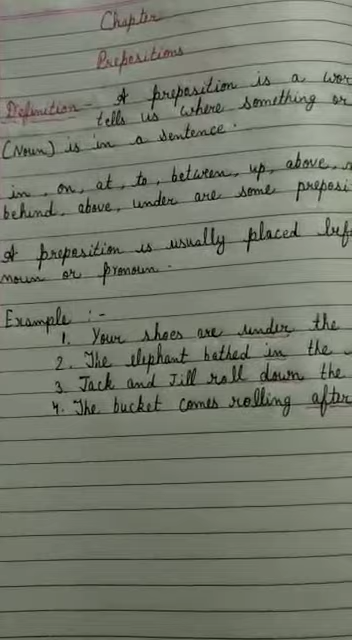 Chapter
Prepositions
Definition - A preposition is a wor
tells us where something or
(Noun) is in a sentence.
in, on, at, to, between, up, above,
behind, above, under are some preposi
A preposition is usually placed bef
noun or pronoun.
Example :-
1. Your shoes are under the
2. The elephant bathed in the
3 Jack and Jill roll down the
4. The bucket comes rolling after